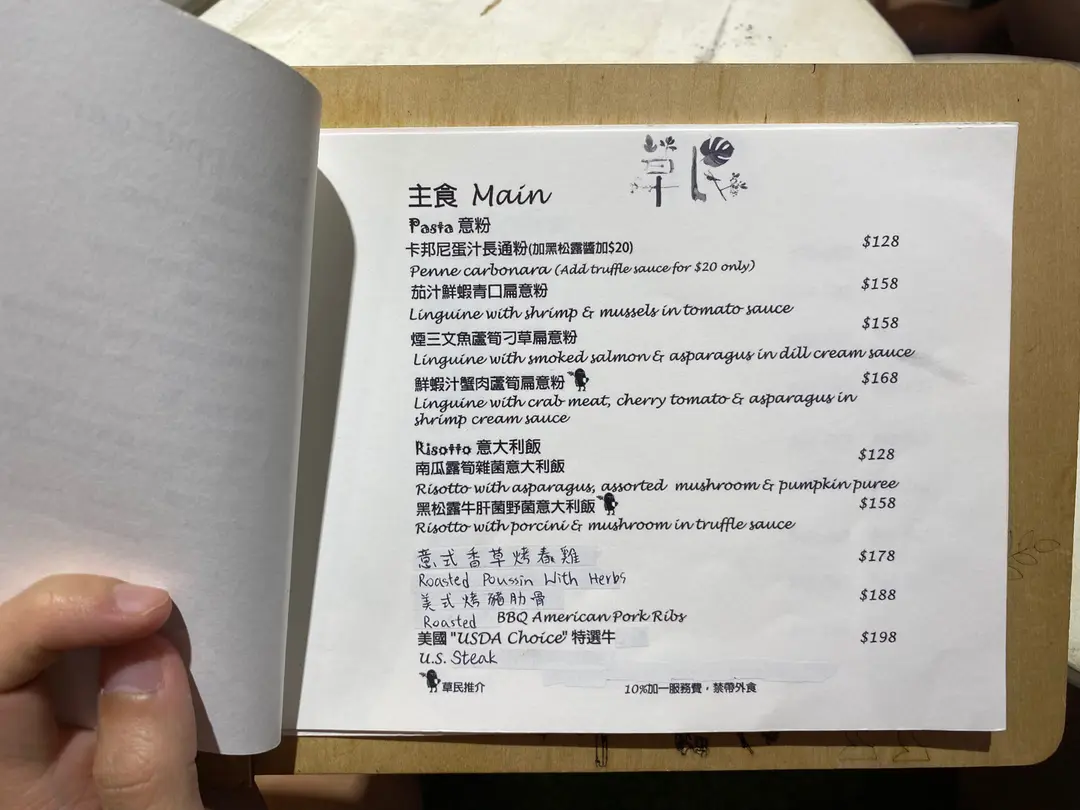 草民
主食 Main
Pasta 意粉
卡邦尼蛋汁長通粉(加黑松露醬加$20) $128
Penne carbonara (Add truffle sauce for $20 only)
茄汁鮮蝦青口扁意粉 $158
Linguine with shrimp & mussels in tomato sauce
煙三文魚蘆筍刁草扁意粉 $158
Linguine with smoked salmon & asparagus in dill cream sauce
鮮蝦汁蟹肉蘆筍扁意粉 $168
Linguine with crab meat, cherry tomato & asparagus in
shrimp cream sauce
Risotto 意大利飯
南瓜露筍雜菌意大利飯 $128
Risotto with asparagus, assorted mushroom & pumpkin puree
黑松露牛肝菌野菌意大利飯 $158
Risotto with porcini & mushroom in truffle sauce
意式香草烤春雞 $178
Roasted Poussin With Herbs
美式烤豬肋骨 $188
Roasted BBQ American Pork Ribs
美國 "USDA Choice" 特選牛 $198
U.S. Steak
草民推介 10%加一服務費，禁帶外食